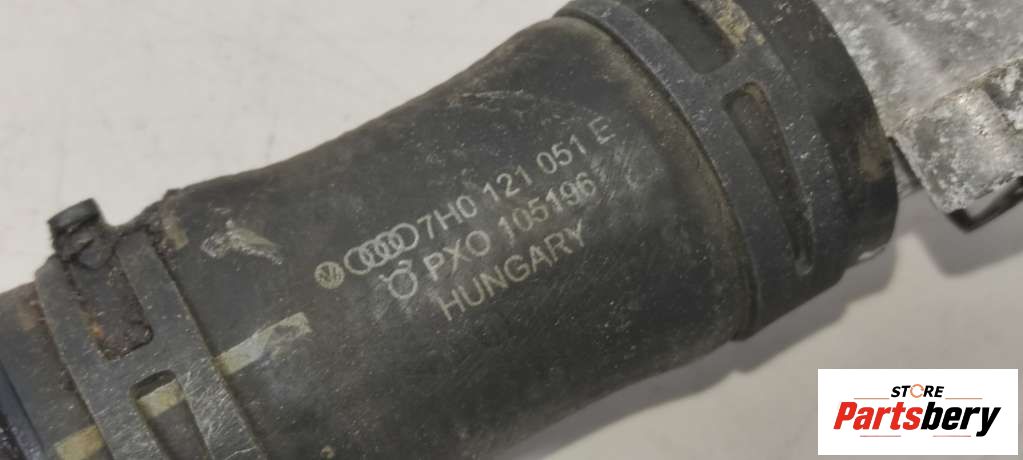 7H0 121 051 E
PXO 105196
HUNGARY
STORE
Partsbery